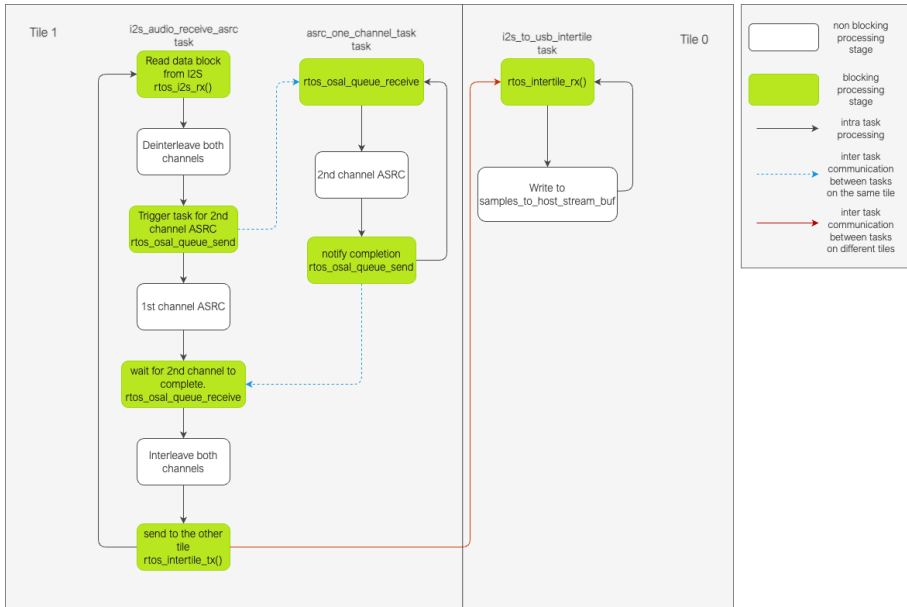 Tile 1
i2s_audio_receive_asrc
task
Read data block
from I2S
rtos_i2s_rx()
Deinterleave both
channels
Trigger task for 2nd
channel ASRC
rtos_osal_queue_send
1st channel ASRC
wait for 2nd channel to
complete.
rtos_osal_queue_receive
Interleave both
channels
send to the other
tile
rtos_intertile_tx()
asrc_one_channel_task
task
rtos_osal_queue_receive
2nd channel ASRC
notify completion
rtos_osal_queue_send
i2s_to_usb_intertile
task
Tile 0
rtos_intertile_rx()
Write to
samples_to_host_stream_buf
non blocking
processing
stage
blocking
processing
stage
intra task
processing
inter task
communication
between tasks
on the same tile
inter task
communication
between tasks
on different tiles